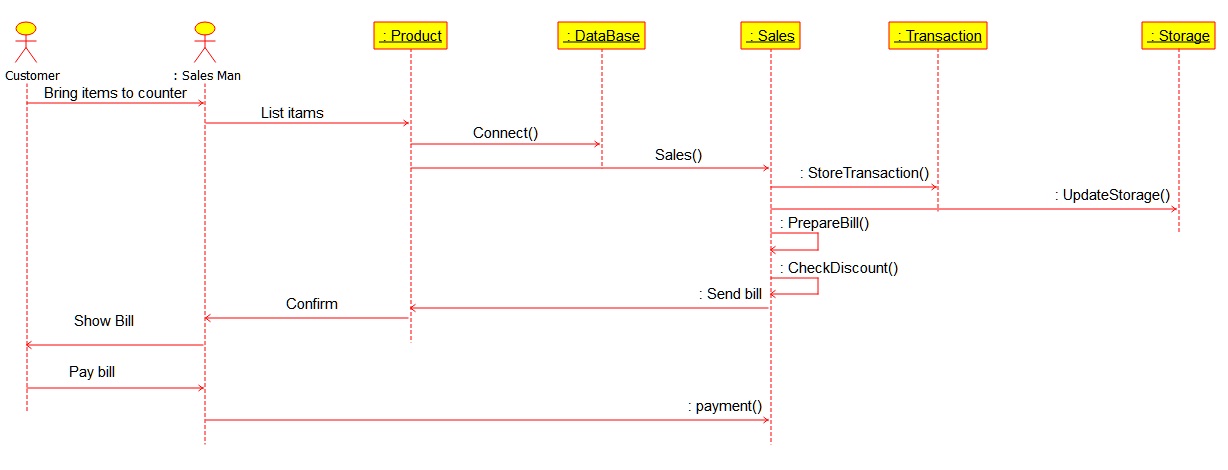 : Product
: DataBase
: Sales
: Transaction
: Storage
Customer
: Sales Man
Bring items to counter
List itams
Connect()
Sales()
: StoreTransaction()
: UpdateStorage()
: PrepareBill()
: CheckDiscount()
: Send bill
Confirm
Show Bill
Pay bill
: payment()